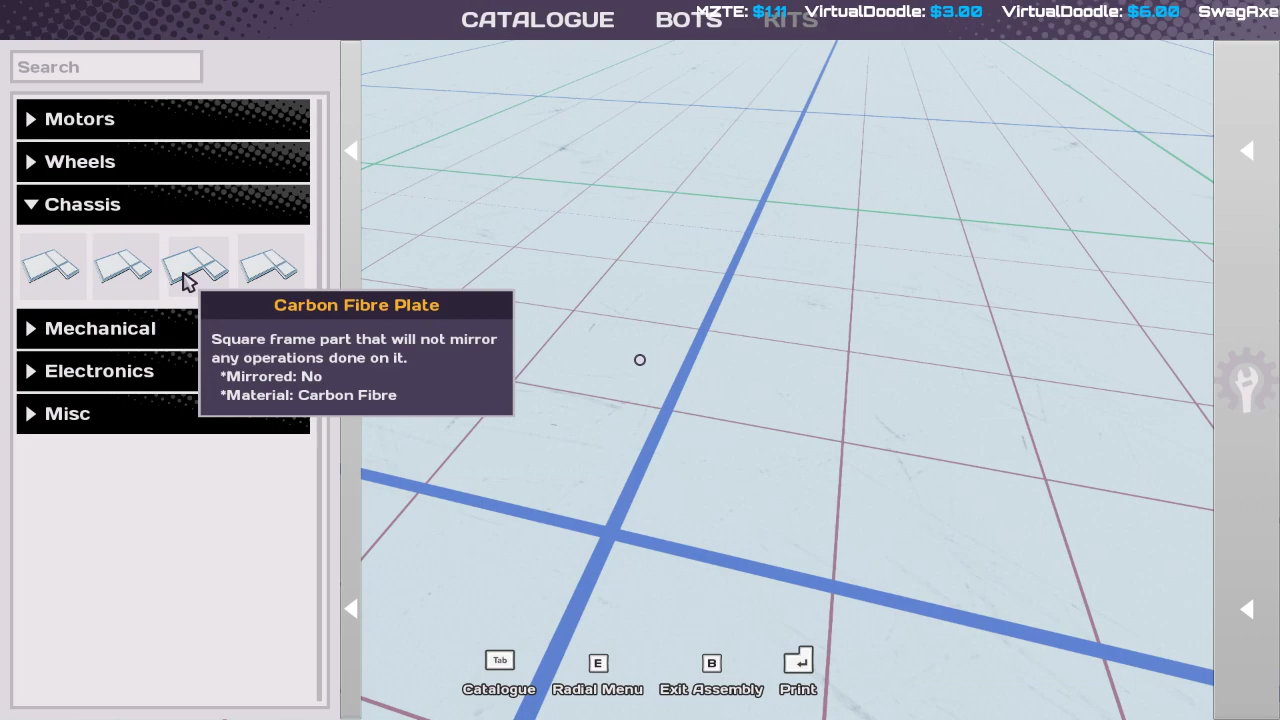 CATALOGUE BOTS KITS
MZTE: $1.11 VirtualDoodle: $3.00 VirtualDoodle: $6.00 SwagAxe
Search
Motors
Wheels
Chassis
Carbon Fibre Plate
Square frame part that will not mirror
any operations done on it.
*Mirrored: No
*Material: Carbon Fibre
Mechanical
Electronics
Misc
Tab E B
Catalogue Radial Menu Exit Assembly Print